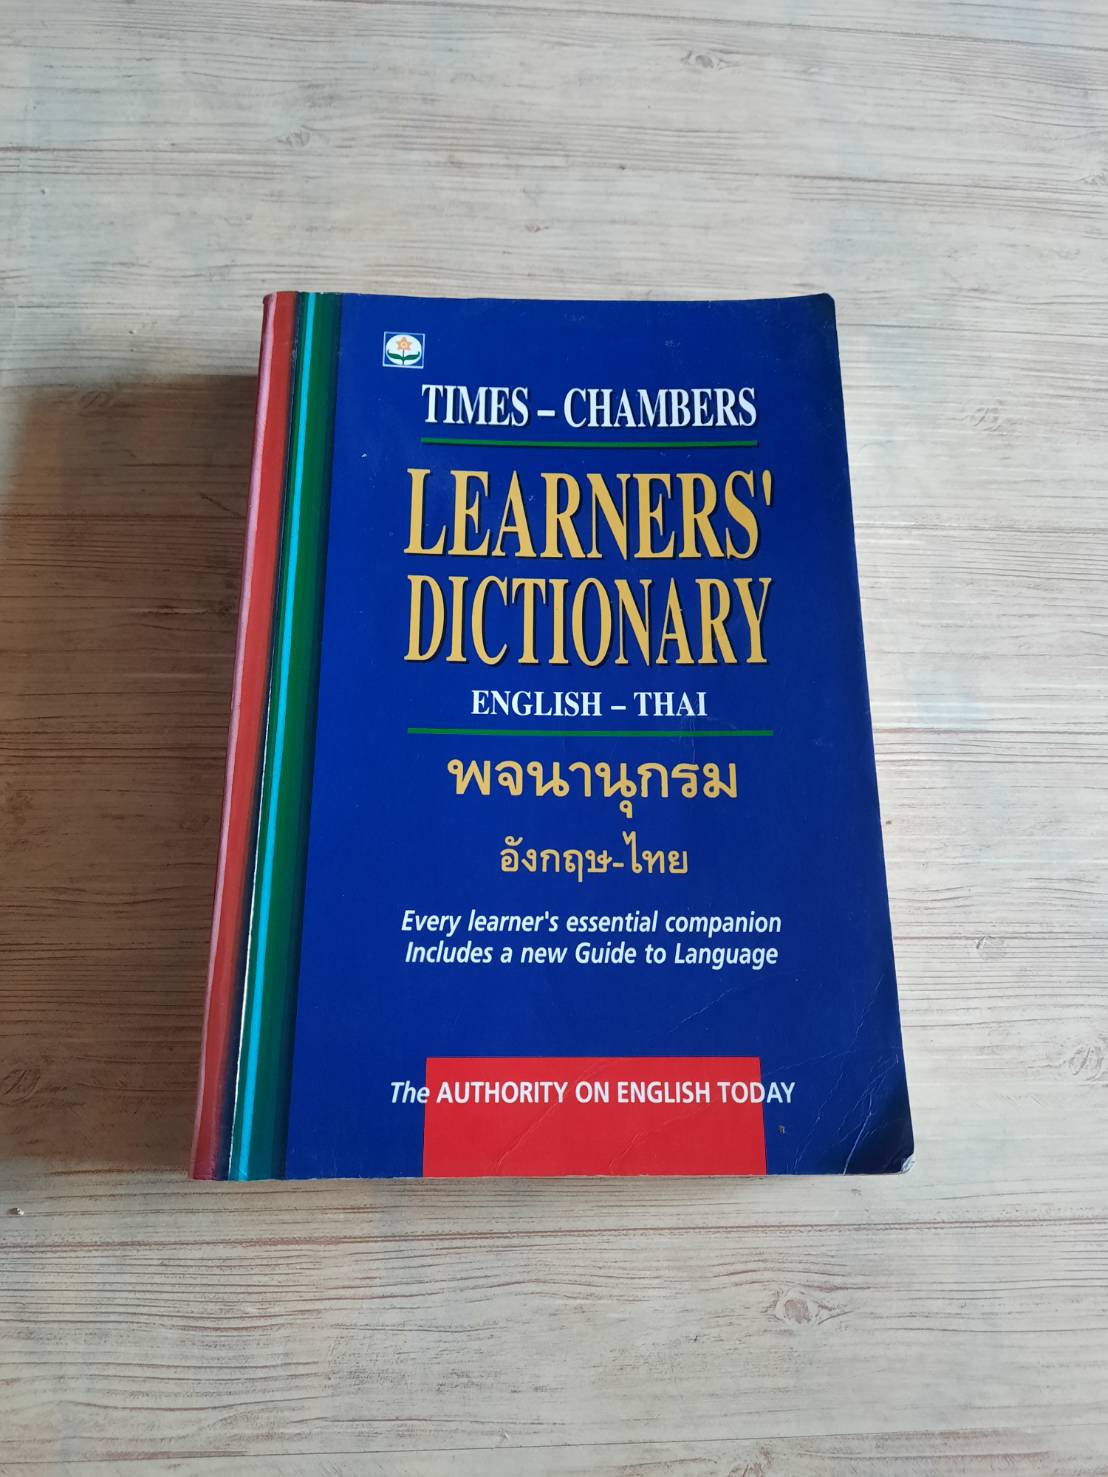 TIMES – CHAMBERS
LEARNERS'
DICTIONARY
ENGLISH – THAI
พจนานุกรม
อังกฤษ-ไทย
Every learner's essential companion
Includes a new Guide to Language
The AUTHORITY ON ENGLISH TODAY